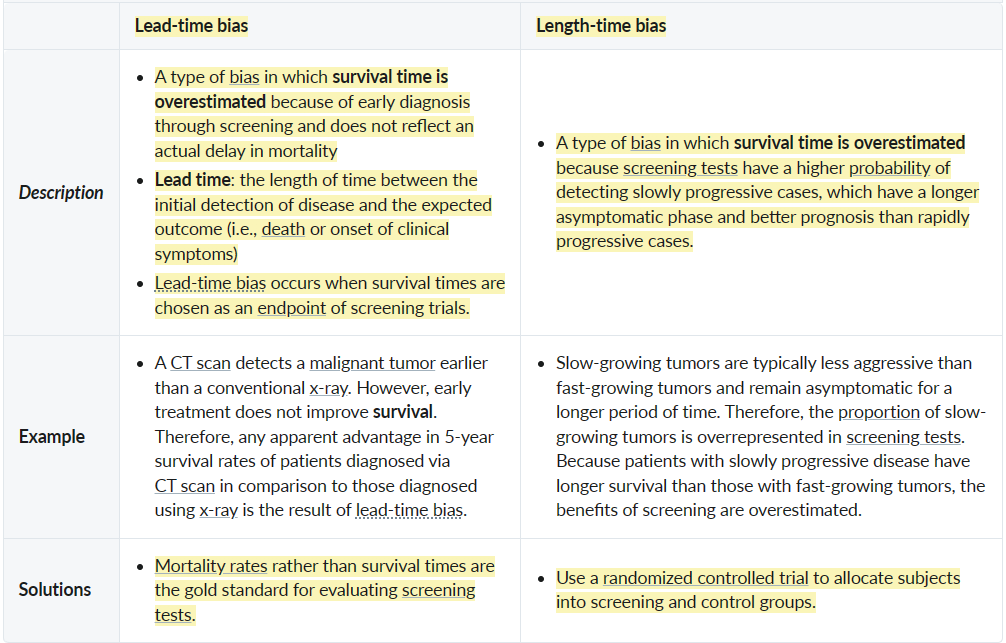 Lead-time bias
Length-time bias
Description
• A type of bias in which survival time is
overestimated because of early diagnosis
through screening and does not reflect an
actual delay in mortality
• Lead time: the length of time between the
initial detection of disease and the expected
outcome (i.e., death or onset of clinical
symptoms)
• Lead-time bias occurs when survival times are
chosen as an endpoint of screening trials.
• A type of bias in which survival time is overestimated
because screening tests have a higher probability of
detecting slowly progressive cases, which have a longer
asymptomatic phase and better prognosis than rapidly
progressive cases.
Example
• A CT scan detects a malignant tumor earlier
than a conventional x-ray. However, early
treatment does not improve survival.
Therefore, any apparent advantage in 5-year
survival rates of patients diagnosed via
CT scan in comparison to those diagnosed
using x-ray is the result of lead-time bias.
• Slow-growing tumors are typically less aggressive than
fast-growing tumors and remain asymptomatic for a
longer period of time. Therefore, the proportion of slow-
growing tumors is overrepresented in screening tests.
Because patients with slowly progressive disease have
longer survival than those with fast-growing tumors, the
benefits of screening are overestimated.
Solutions
• Mortality rates rather than survival times are
the gold standard for evaluating screening
tests.
• Use a randomized controlled trial to allocate subjects
into screening and control groups.